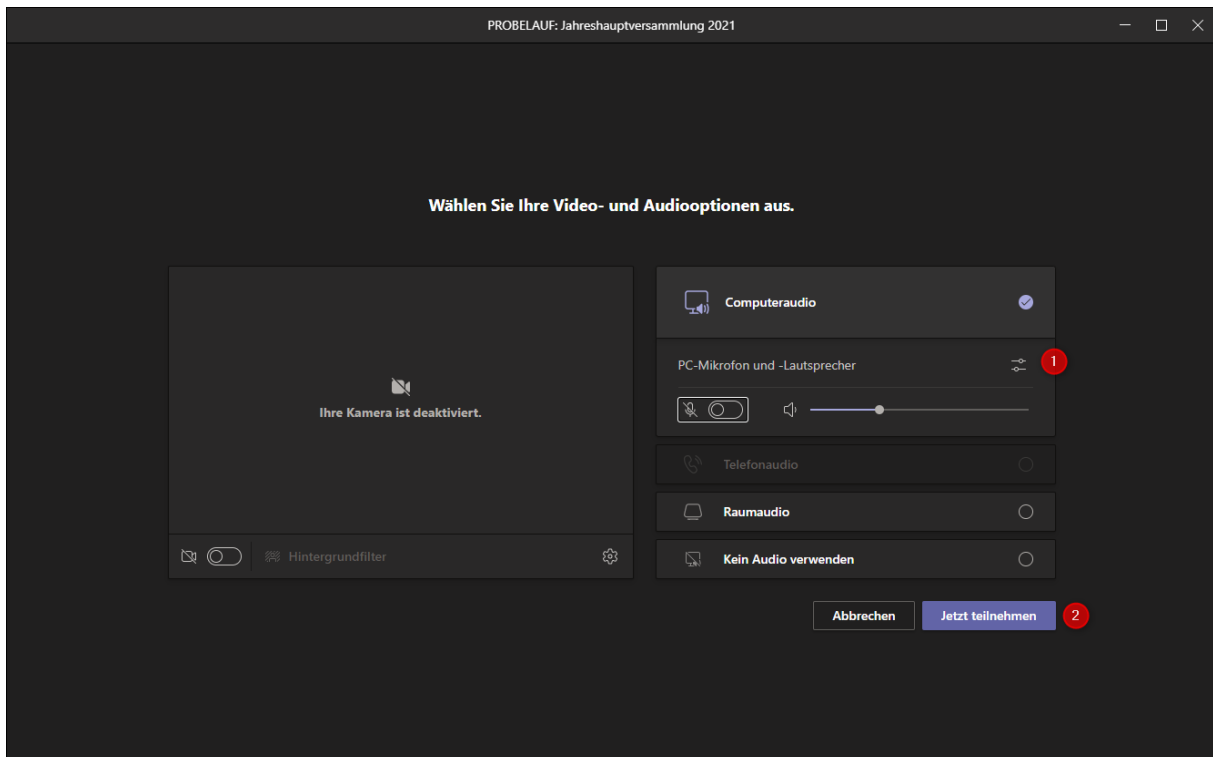 PROBELAUF: Jahreshauptversammlung 2021
Wählen Sie Ihre Video- und Audiooptionen aus.
Ihre Kamera ist deaktiviert.
Hintergrundfilter
Computeraudio
PC-Mikrofon und -Lautsprecher
1
Telefonaudio
Raumaudio
Kein Audio verwenden
Abbrechen
Jetzt teilnehmen
2